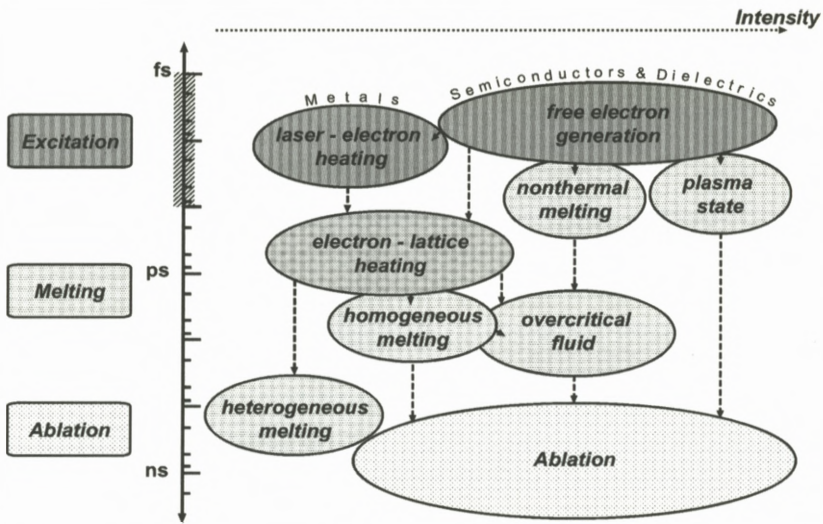 Intensity
fs
Metals
Semiconductors & Dielectrics
Excitation
laser - electron
heating
free electron
generation
nonthermal
melting
plasma
state
electron - lattice
heating
ps
Melting
homogeneous
melting
overcritical
fluid
heterogeneous
melting
Ablation
Ablation
ns